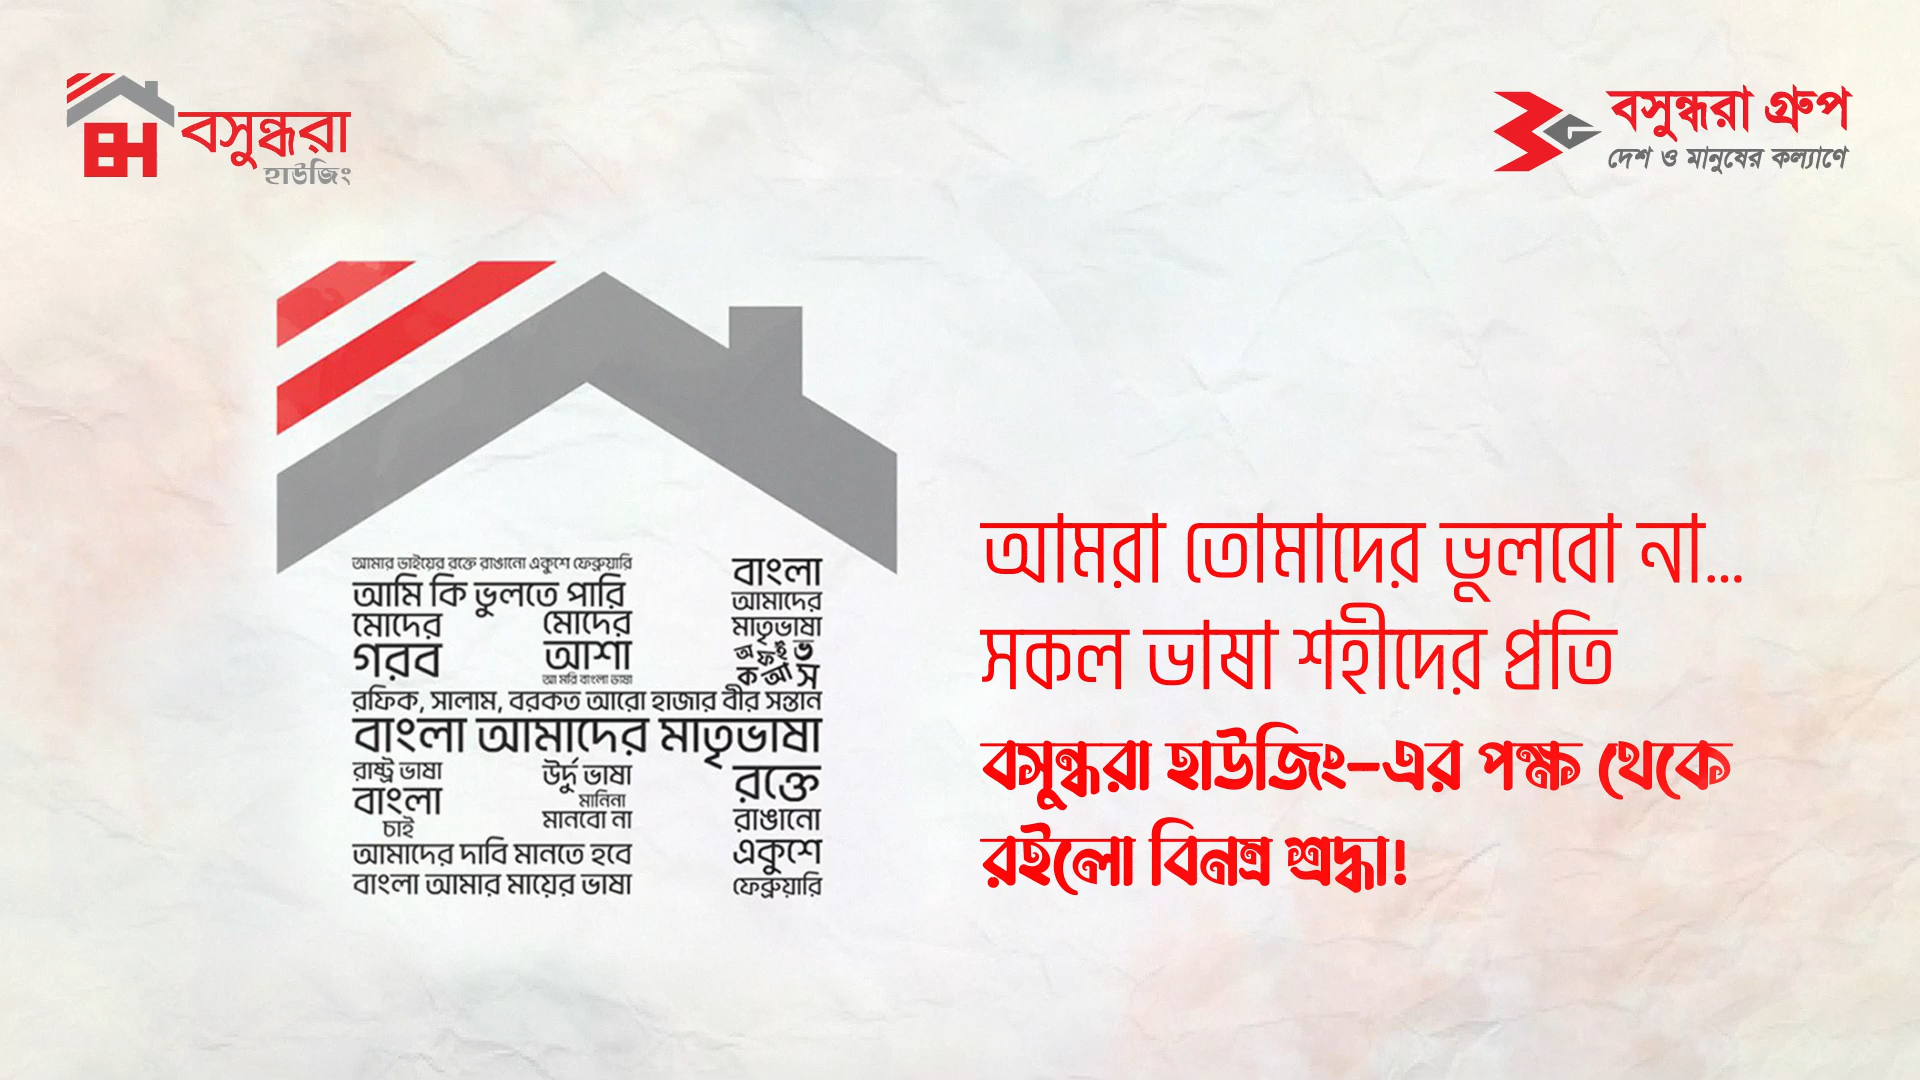 বসুন্ধরা
হাউজিং
বসুন্ধরা গ্রুপ
দেশ ও মানুষের কল্যাণে
আমার ভাইয়ের রক্তে রাঙানো একুশে ফেব্রুয়ারি
আমি কি ভুলতে পারি
মোদের
গরব
মোদের
আশা
আ মরি বাংলা ভাষা
বাংলা
আমাদের
মাতৃভাষা
অ ফ ই ভ
ক আ স
রফিক, সালাম, বরকত আরো হাজার বীর সন্তান
বাংলা আমাদের মাতৃভাষা
রাষ্ট্র ভাষা
বাংলা
চাই
উর্দু ভাষা
মানিনা
মানবো না
আমাদের দাবি মানতে হবে
বাংলা আমার মায়ের ভাষা
রক্তে
রাঙানো
একুশে
ফেব্রুয়ারি
আমরা তোমাদের ভুলবো না...
সকল ভাষা শহীদের প্রতি
বসুন্ধরা হাউজিং-এর পক্ষ থেকে
রইলো বিনম্র শ্রদ্ধা!